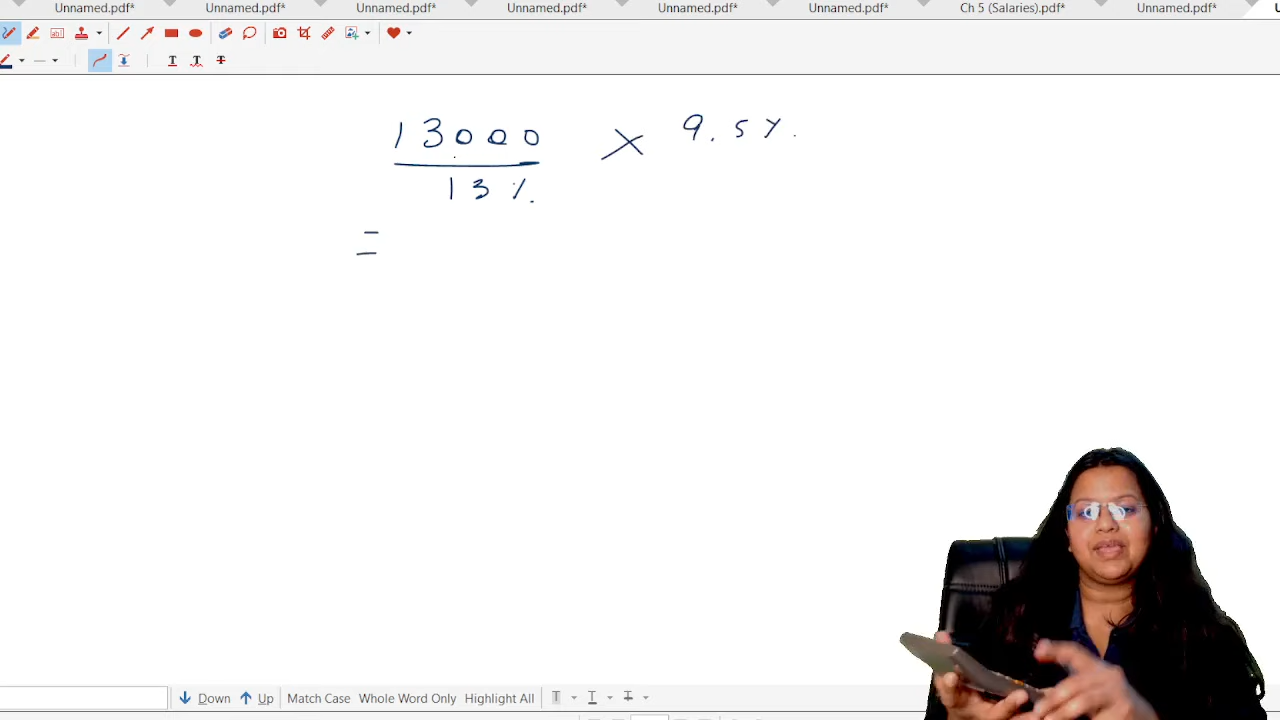 Unnamed.pdf* Unnamed.pdf* Unnamed.pdf* Unnamed.pdf* Unnamed.pdf* Unnamed.pdf* Ch 5 (Salaries).pdf* Unnamed.pdf*
13000 × 9.5%
13%
=
Down Up Match Case Whole Word Only Highlight All